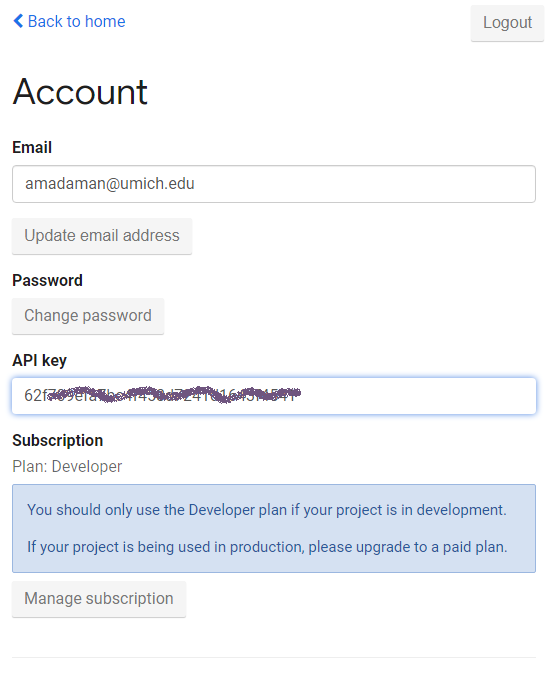 Back to home
Logout
Account
Email
amadaman@umich.edu
Update email address
Password
Change password
API key
Subscription
Plan: Developer
You should only use the Developer plan if your project is in development.
If your project is being used in production, please upgrade to a paid plan.
Manage subscription